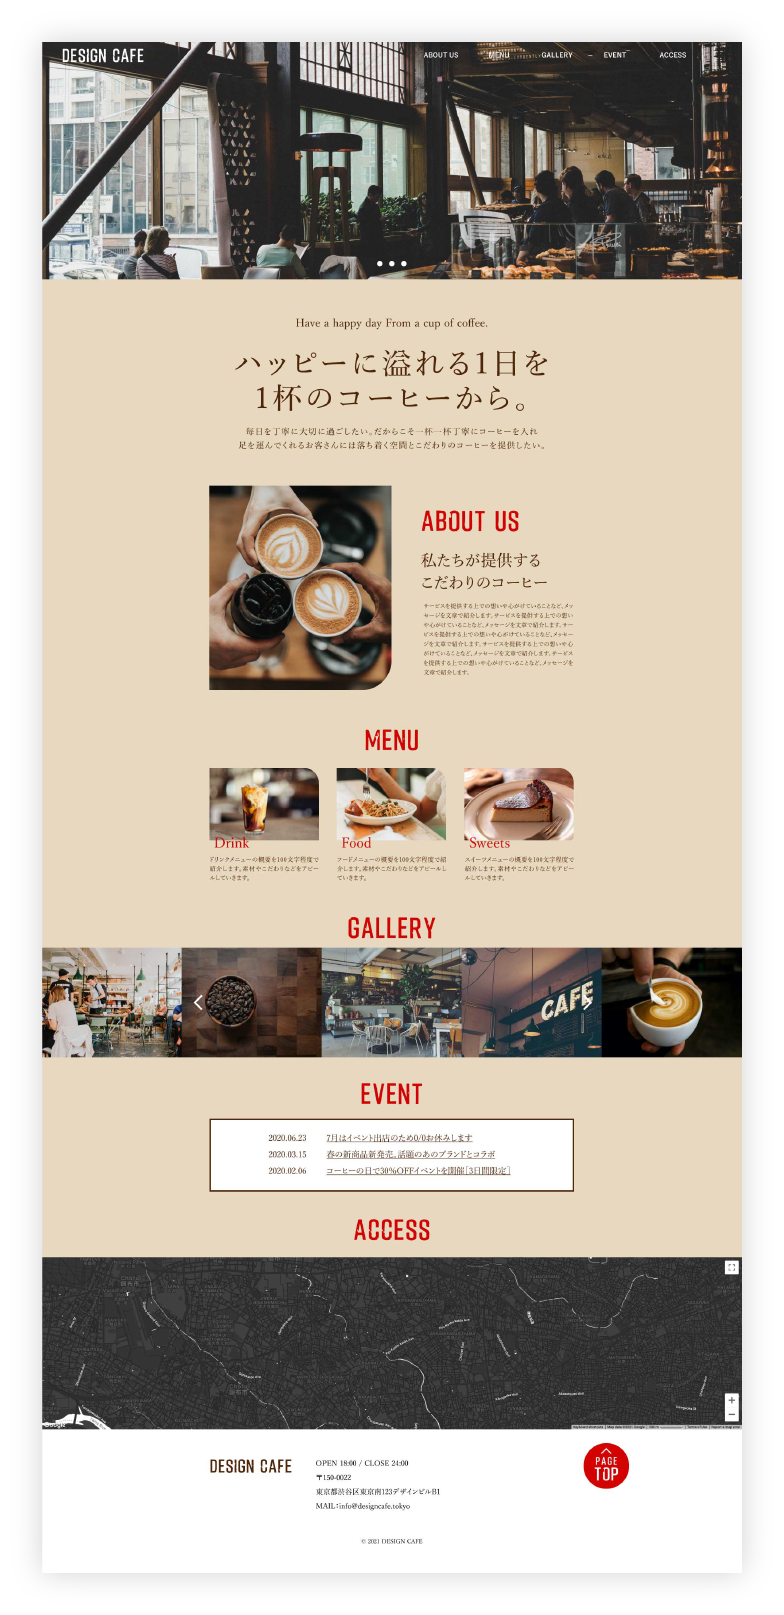 DESIGN CAFE
ABOUT US MENU GALLERY EVENT ACCESS
Have a happy day From a cup of coffee.
ハッピーに溢れる1日を
1杯のコーヒーから。
毎日を丁寧に大切に過ごしたい。だからこそ一杯一杯丁寧にコーヒーを入れ
足を運んでくれるお客さんには落ち着く空間とこだわりのコーヒーを提供したい。
ABOUT US
私たちが提供する
こだわりのコーヒー
サービスを提供する上での想いや心がけていることなど、メッ
セージを文章で紹介します。サービスを提供する上での想い
や心がけていることなど、メッセージを文章で紹介します。サー
ビスを提供する上での想いや心がけていることなど、メッセー
ジを文章で紹介します。サービスを提供する上での想いや心
がけていることなど、メッセージを文章で紹介します。サービス
を提供する上での想いや心がけていることなど、メッセージを
文章で紹介します。
MENU
Drink
ドリンクメニューの概要を100文字程度で
紹介します。素材やこだわりなどをアピー
ルしていきます。
Food
フードメニューの概要を100文字程度で紹
介します。素材やこだわりなどをアピールし
ていきます。
Sweets
スイーツメニューの概要を100文字程度で
紹介します。素材やこだわりなどをアピー
ルしていきます。
GALLERY
CAFE
EVENT
2020.06.23 7月はイベント出店のため0/0お休みします
2020.03.15 春の新商品新発売。話題のあのブランドとコラボ
2020.02.06 コーヒーの日で30%OFFイベントを開催［3日間限定］
ACCESS
Google
DESIGN CAFE
OPEN 18:00 / CLOSE 24:00
〒150-0022
東京都渋谷区東京南123デザインビルB1
MAIL：info@designcafe.tokyo
PAGE
TOP
© 2021 DESIGN CAFE